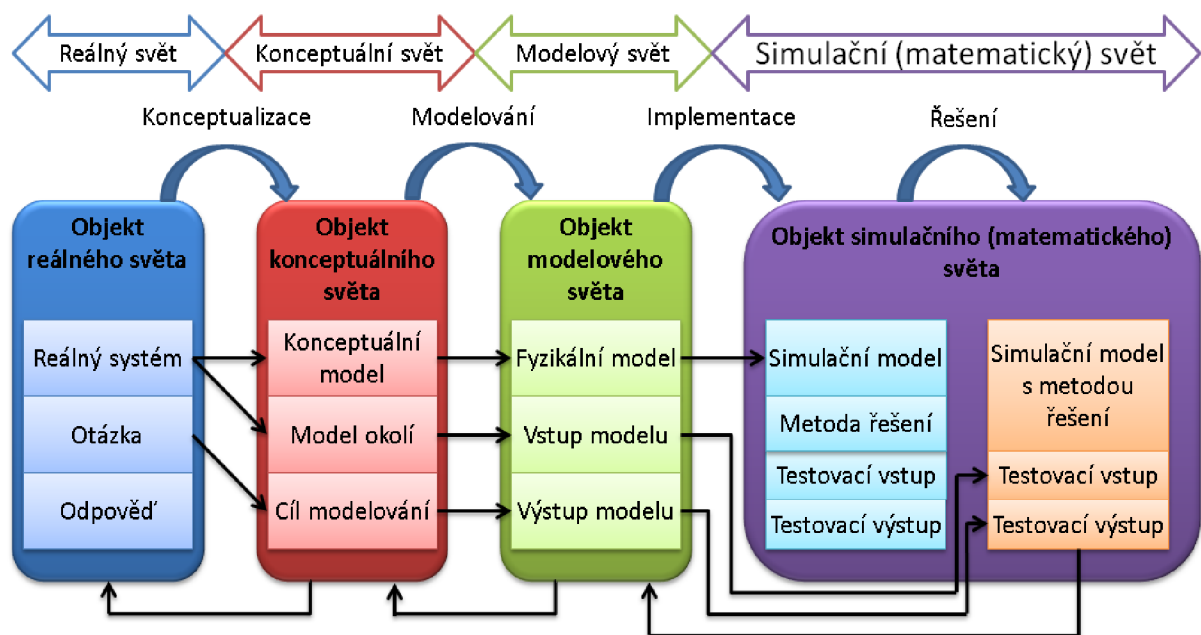 Reálný svět
Konceptuální svět
Modelový svět
Simulační (matematický) svět
Konceptualizace
Modelování
Implementace
Řešení
Objekt
reálného světa
Reálný systém
Otázka
Odpověď
Objekt
konceptuálního
světa
Konceptuální
model
Model okolí
Cíl modelování
Objekt
modelového
světa
Fyzikální model
Vstup modelu
Výstup modelu
Objekt simulačního (matematického)
světa
Simulační model
Metoda řešení
Testovací vstup
Testovací výstup
Simulační model
s metodou
řešení
Testovací vstup
Testovací výstup